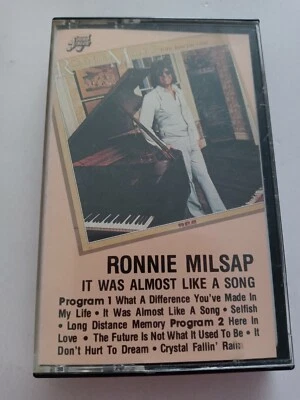 RONNIE MILSAP
IT WAS ALMOST LIKE A SONG
Program 1 What A Difference You've Made In
My Life • It Was Almost Like A Song • Selfish
• Long Distance Memory Program 2 Here In
Love • The Future Is Not What It Used To Be • It
Don't Hurt To Dream • Crystal Fallin' Rain